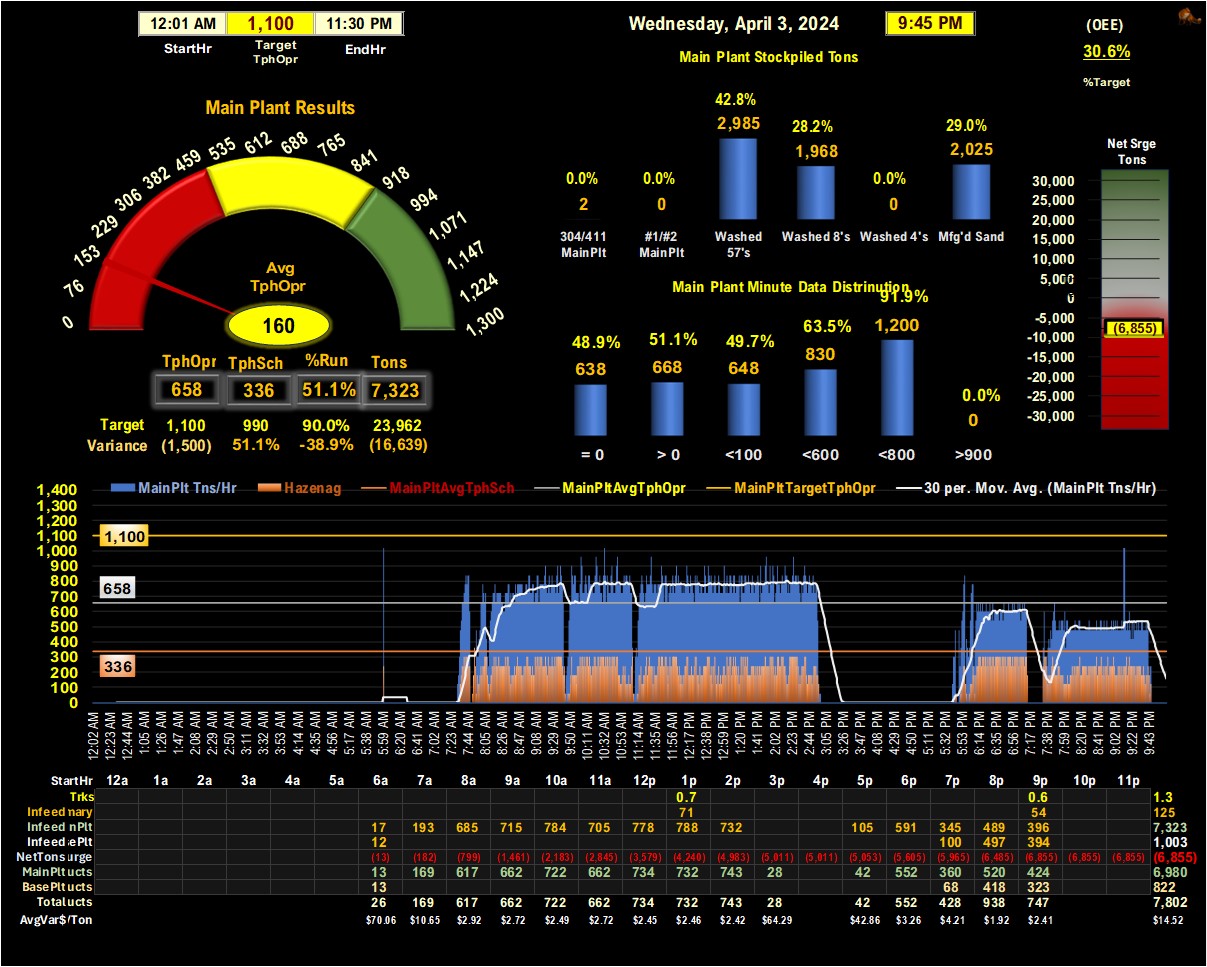 12:01 AM 1,100 11:30 PM
StartHr Target TphOpr EndHr
Wednesday, April 3, 2024 9:45 PM
(OEE)
30.6%
%Target
Main Plant Stockpiled Tons
42.8% 28.2% 29.0%
2,985 1,968 2,025
0.0% 0.0% 0.0%
2 0 0
304/411 MainPlt #1/#2 MainPlt Washed 57's Washed 8's Washed 4's Mfg'd Sand
Main Plant Results
0 76 153 229 306 382 459 535 612 688 765 841 918 994 1,071 1,147 1,224 1,300
Avg
TphOpr
160
TphOpr TphSch %Run Tons
658 336 51.1% 7,323
Target 1,100 990 90.0% 23,962
Variance (1,500) 51.1% -38.9% (16,639)
Main Plant Minute Data Distrinution
48.9% 51.1% 49.7% 63.5% 91.9% 0.0%
638 668 648 830 1,200 0
= 0 > 0 <100 <600 <800 >900
Net Srge
Tons
30,000
25,000
20,000
15,000
10,000
5,000
0
-5,000
(6,855)
-10,000
-15,000
-20,000
-25,000
-30,000
MainPlt Tns/Hr Hazenag MainPltAvgTphSch MainPltAvgTphOpr MainPltTargetTphOpr 30 per. Mov. Avg. (MainPlt Tns/Hr)
1,400
1,300
1,200
1,100 1,100
1,000
900
800
700 658
600
500
400
300 336
200
100
0
12:02 AM 12:23 AM 12:44 AM 1:05 AM 1:26 AM 1:47 AM 2:08 AM 2:29 AM 2:50 AM 3:11 AM 3:32 AM 3:53 AM 4:14 AM 4:35 AM 4:56 AM 5:17 AM 5:38 AM 5:59 AM 6:20 AM 6:41 AM 7:02 AM 7:23 AM 7:44 AM 8:05 AM 8:26 AM 8:47 AM 9:08 AM 9:29 AM 9:50 AM 10:11 AM 10:32 AM 10:53 AM 11:14 AM 11:35 AM 11:56 AM 12:17 PM 12:38 PM 12:59 PM 1:20 PM 1:41 PM 2:02 PM 2:23 PM 2:44 PM 3:05 PM 3:26 PM 3:47 PM 4:08 PM 4:29 PM 4:50 PM 5:11 PM 5:32 PM 5:53 PM 6:14 PM 6:35 PM 6:56 PM 7:17 PM 7:38 PM 7:59 PM 8:20 PM 8:41 PM 9:02 PM 9:22 PM 9:43 PM
StartHr 12a 1a 2a 3a 4a 5a 6a 7a 8a 9a 10a 11a 12p 1p 2p 3p 4p 5p 6p 7p 8p 9p 10p 11p
Trks 0.7 0.6 1.3
Infeed mary 71 54 125
Infeed nPlt 17 193 685 715 784 705 778 788 732 105 591 345 489 396 7,323
Infeed ePlt 12 100 497 394 1,003
NetTons urge (13) (182) (799) (1,461) (2,183) (2,845) (3,579) (4,240) (4,983) (5,011) (5,011) (5,053) (5,605) (5,965) (6,485) (6,855) (6,855) (6,855) (6,855)
MainPlt ucts 13 169 617 662 722 662 734 732 743 28 42 552 360 520 424 6,980
BasePlt ucts 13 68 418 323 822
Total ucts 26 169 617 662 722 662 734 732 743 28 42 552 428 938 747 7,802
AvgVar$/Ton $70.06 $10.65 $2.92 $2.72 $2.49 $2.72 $2.45 $2.46 $2.42 $64.29 $42.86 $3.26 $4.21 $1.92 $2.41 $14.52